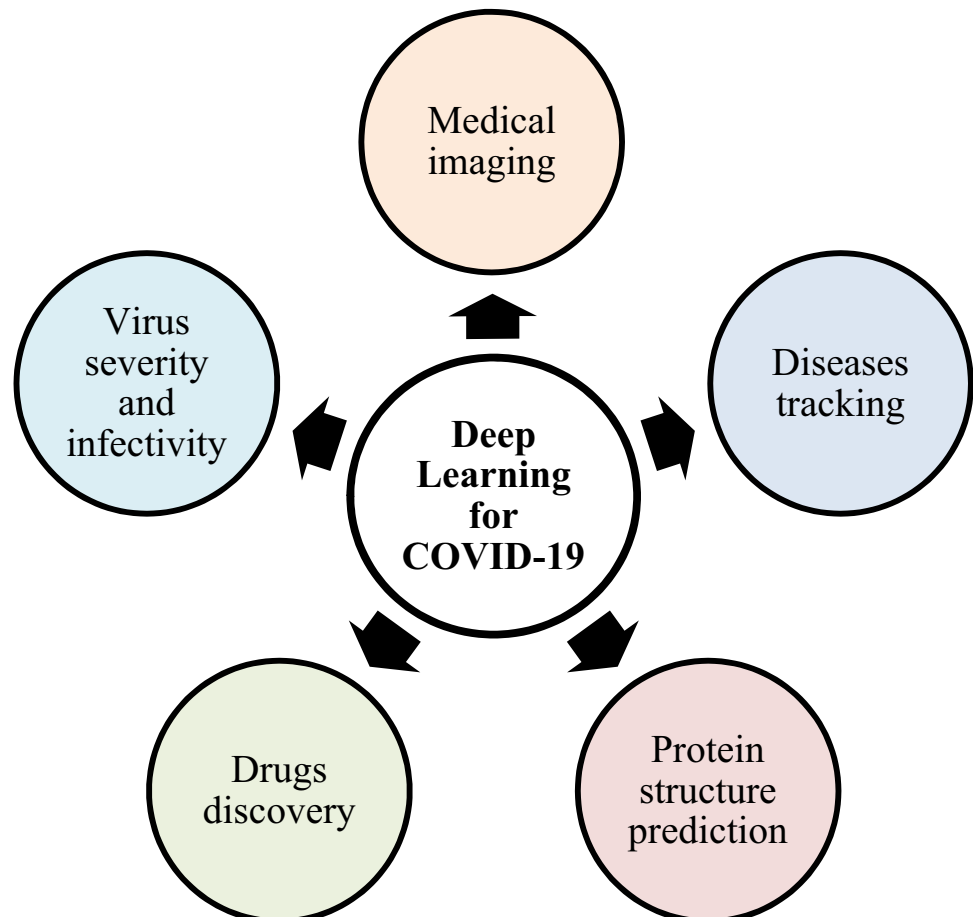 Medical
imaging
Virus
severity
and
infectivity
Diseases
tracking
Deep
Learning
for
COVID-19
Drugs
discovery
Protein
structure
prediction